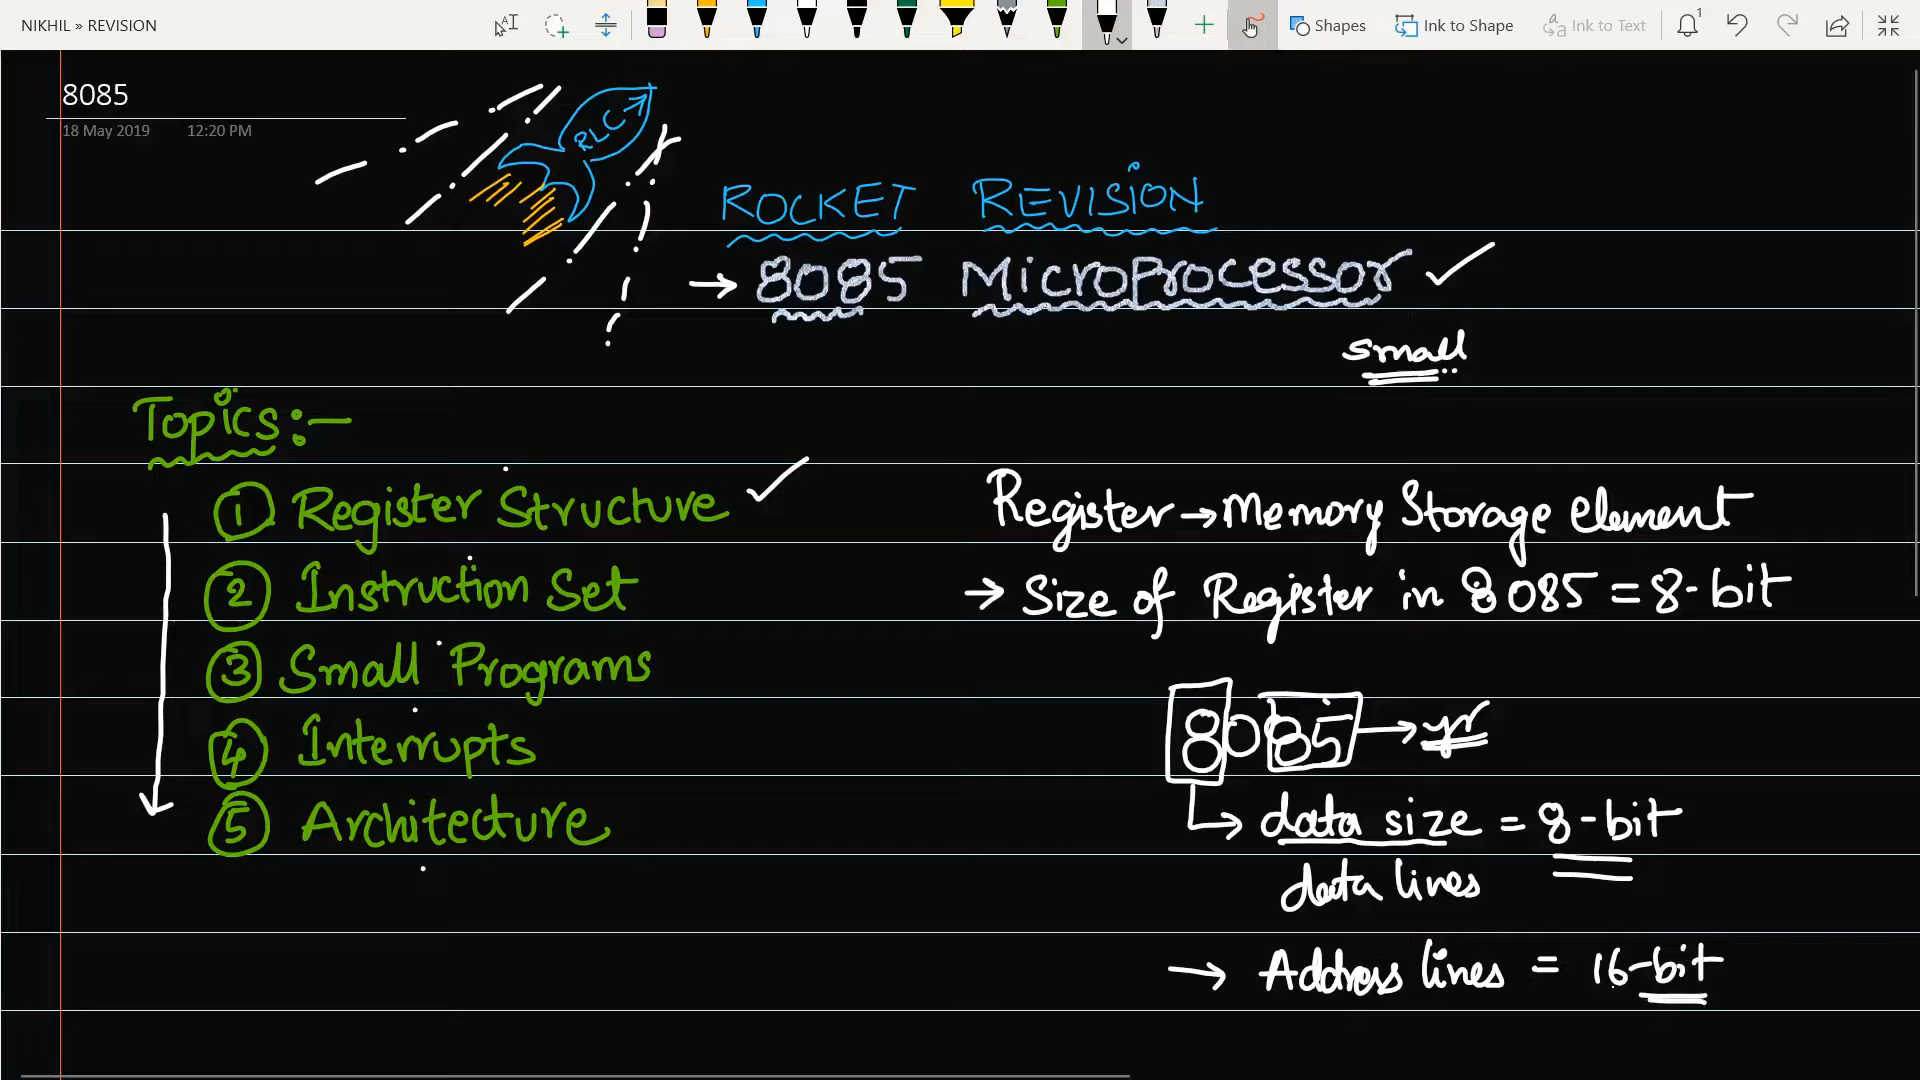 NIKHIL » REVISION
Shapes
Ink to Shape
Ink to Text
1
8085
18 May 2019 12:20 PM
RLC
ROCKET REVISION
→ 8085 MICROPROCESSOR ✓
small
Topics:—
① Register Structure ✓
② Instruction Set
③ Small Programs
④ Interrupts
⑤ Architecture
Register → Memory Storage element
→ Size of Register in 8085 = 8-bit
8085 → yr
data size = 8-bit
data lines
→ Address lines = 16-bit